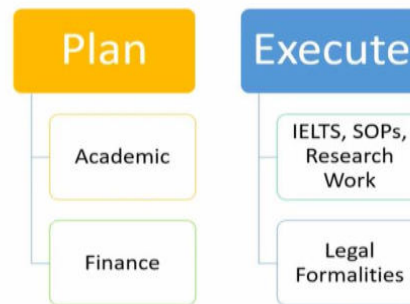 Plan
Academic
Finance
Execute
IELTS, SOPs,
Research
Work
Legal
Formalities